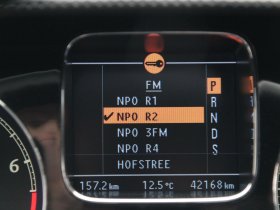 FM
P
NPO R1
R
✔ NPO R2
N
NPO 3FM
D
NPO R4
S
HOFSTREE
6
157.2 km 12.5°C 42168 km